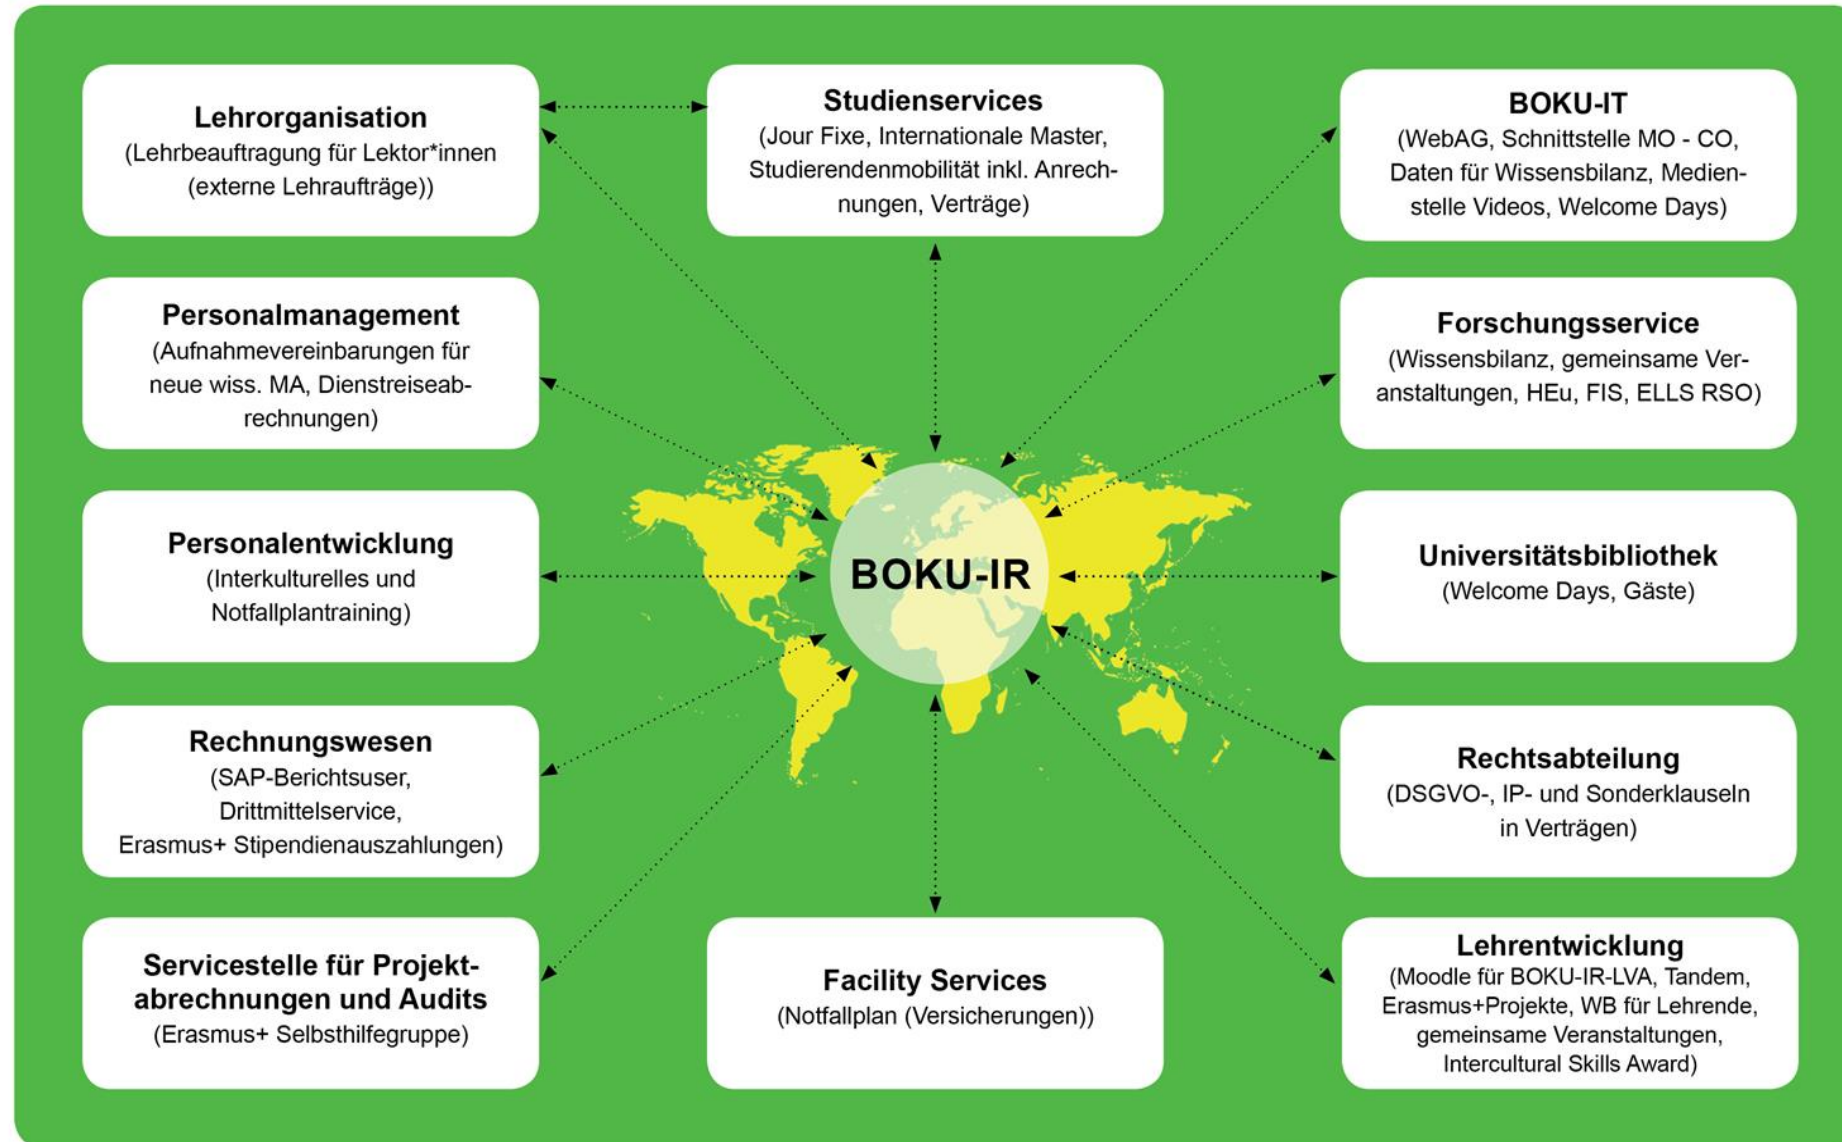 Lehrorganisation
(Lehrbeauftragung für Lektor*innen
(externe Lehraufträge))
Studienservices
(Jour Fixe, Internationale Master,
Studierendenmobilität inkl. Anrech-
nungen, Verträge)
BOKU-IT
(WebAG, Schnittstelle MO - CO,
Daten für Wissensbilanz, Medien-
stelle Videos, Welcome Days)
Personalmanagement
(Aufnahmevereinbarungen für
neue wiss. MA, Dienstreiseab-
rechnungen)
Forschungsservice
(Wissensbilanz, gemeinsame Ver-
anstaltungen, HEu, FIS, ELLS RSO)
Personalentwicklung
(Interkulturelles und
Notfallplantraining)
BOKU-IR
Universitätsbibliothek
(Welcome Days, Gäste)
Rechnungswesen
(SAP-Berichtsuser,
Drittmittelservice,
Erasmus+ Stipendienauszahlungen)
Rechtsabteilung
(DSGVO-, IP- und Sonderklauseln
in Verträgen)
Servicestelle für Projekt-
abrechnungen und Audits
(Erasmus+ Selbsthilfegruppe)
Facility Services
(Notfallplan (Versicherungen))
Lehrentwicklung
(Moodle für BOKU-IR-LVA, Tandem,
Erasmus+Projekte, WB für Lehrende,
gemeinsame Veranstaltungen,
Intercultural Skills Award)